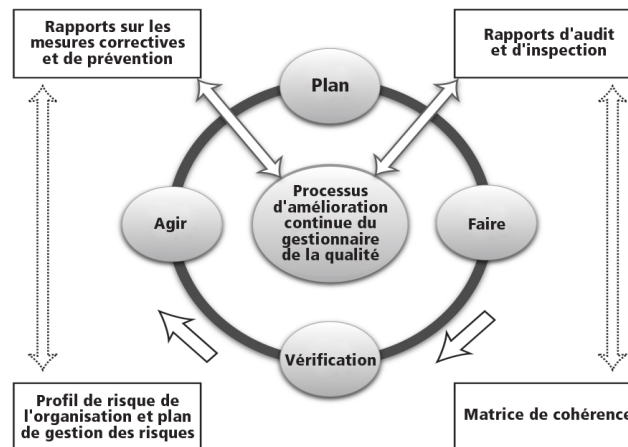 Rapports sur les
mesures correctives
et de prévention
Rapports d'audit
et d'inspection
Plan
Processus
d'amélioration
continue du
gestionnaire
de la qualité
Agir
Faire
Vérification
Profil de risque de
l'organisation et plan
de gestion des risques
Matrice de cohérence